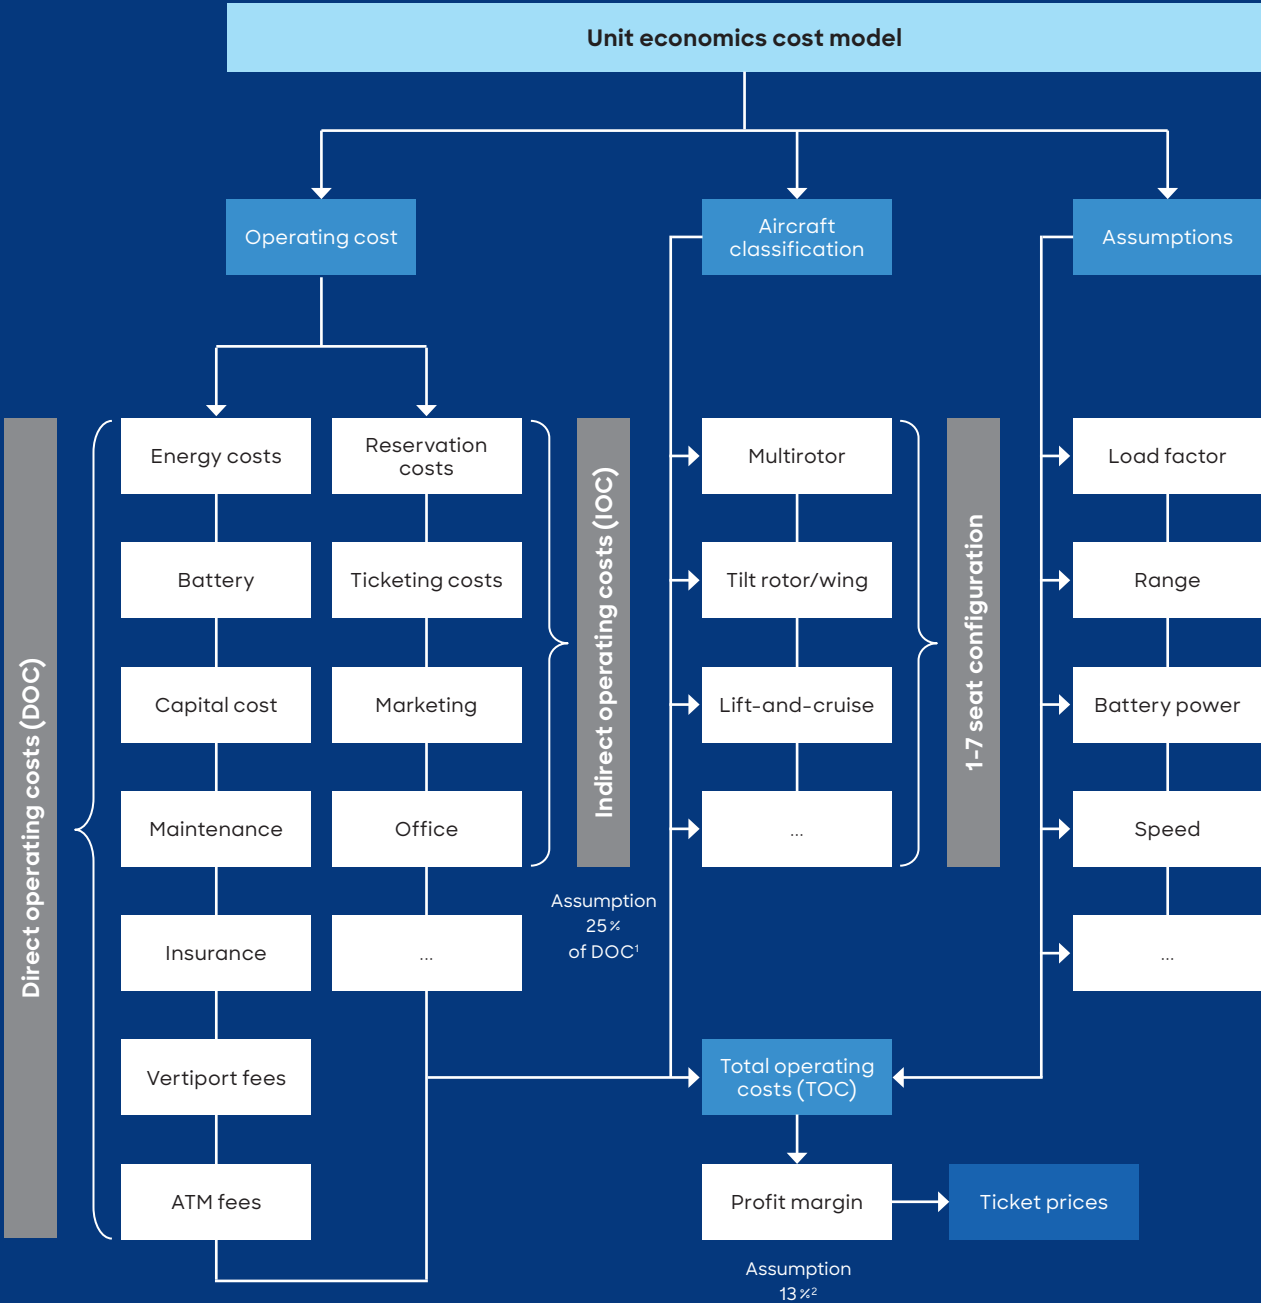 Unit economics cost model
Operating cost
Aircraft
classification
Assumptions
Direct operating costs (DOC)
Energy costs
Battery
Capital cost
Maintenance
Insurance
Vertiport fees
ATM fees
Reservation
costs
Ticketing costs
Marketing
Office
...
Indirect operating costs (IOC)
Assumption
25%
of DOC¹
Multirotor
Tilt rotor/wing
Lift-and-cruise
...
1-7 seat configuration
Load factor
Range
Battery power
Speed
...
Total operating
costs (TOC)
Profit margin
Assumption
13%²
Ticket prices